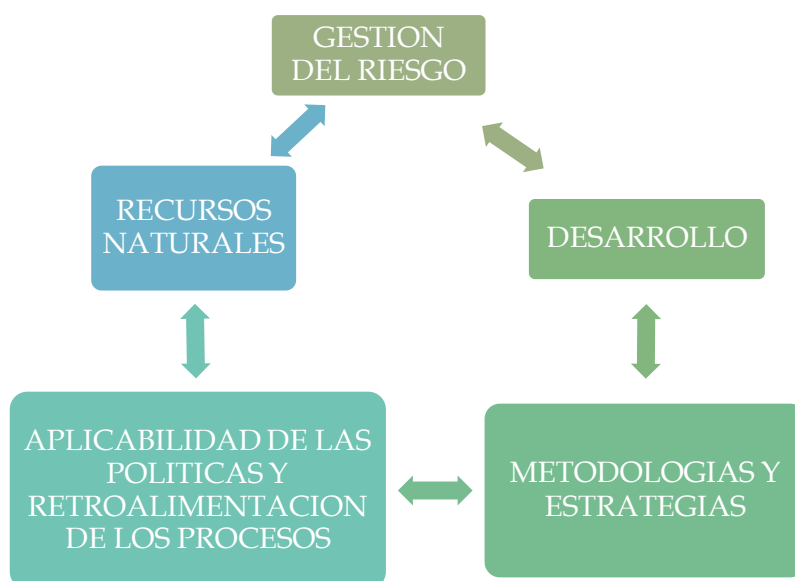 GESTION
DEL RIESGO
RECURSOS
NATURALES
DESARROLLO
APLICABILIDAD DE LAS
POLITICAS Y
RETROALIMENTACION
DE LOS PROCESOS
METODOLOGIAS Y
ESTRATEGIAS